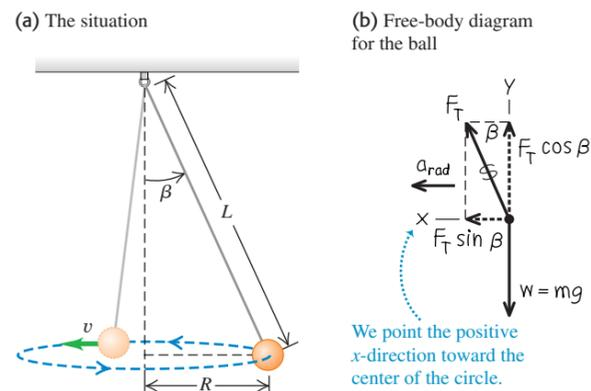 (a) The situation
β
L
v
R
(b) Free-body diagram
for the ball
y
F_T
β
F_T cos β
a_rad
x
F_T sin β
w = mg
We point the positive
x-direction toward the
center of the circle.